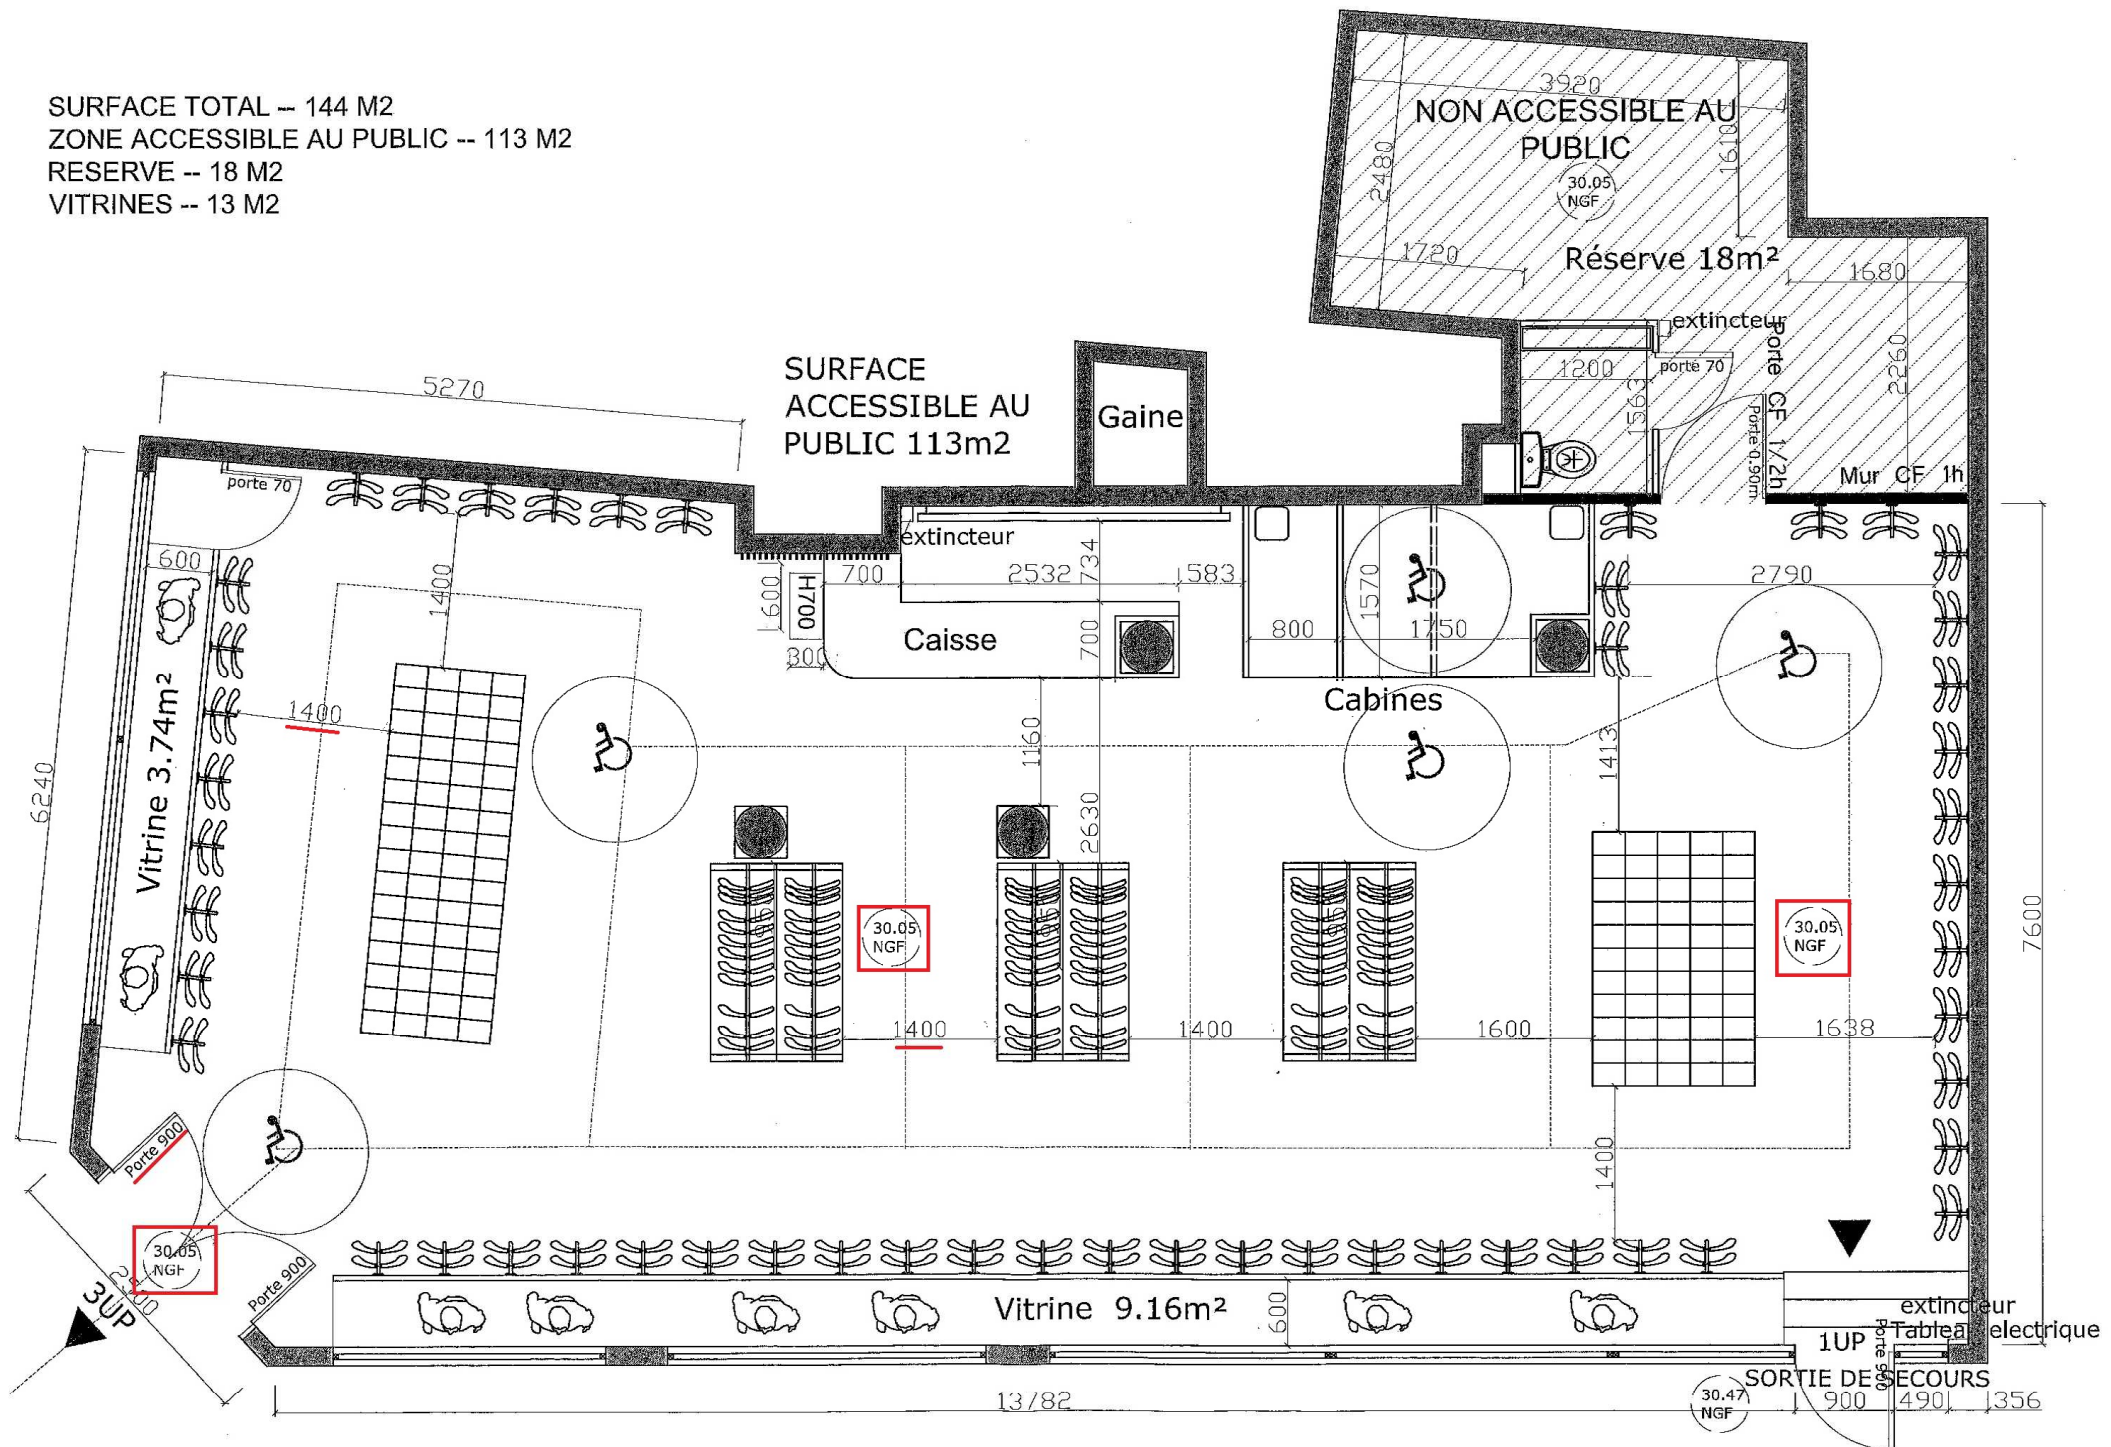 SURFACE TOTAL -- 144 M2
ZONE ACCESSIBLE AU PUBLIC -- 113 M2
RESERVE -- 18 M2
VITRINES -- 13 M2
3920
NON ACCESSIBLE AU
PUBLIC
1610
2480
30.05
NGF
1720
Réserve 18m²
1680
extincteur
Porte CF 1/2h
2260
1200
porte 70
1563
Porte 0.90m
Mur CF 1h
5270
SURFACE
ACCESSIBLE AU
PUBLIC 113m2
Gaine
porte 70
extincteur
600
1400
600
H700
700
2532
734
583
1570
2790
Caisse
700
800
1750
300
Cabines
1400
Vitrine 3.74m²
1160
1413
6240
2630
950
950
950
30.05
NGF
30.05
NGF
7600
1400
1400
1600
1638
Porte 900
1400
30.05
NGF
3UP
Porte 900
Vitrine 9.16m²
600
extincteur
Tableau electrique
1UP
SORTIE DE SECOURS
13782
30.47
NGF
900
490
356